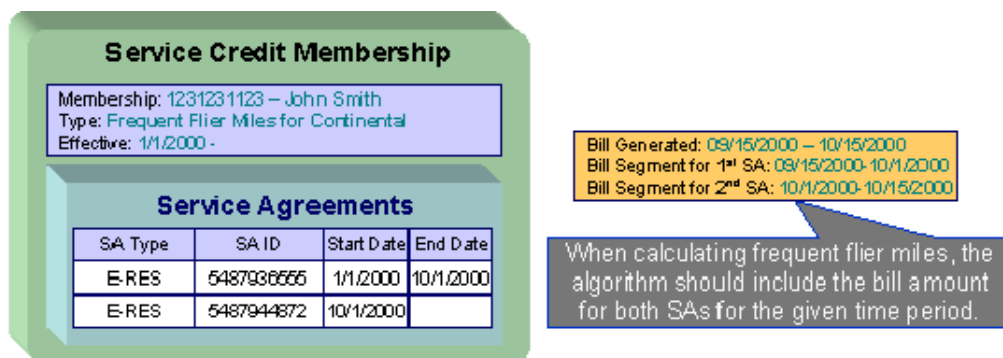 Service Credit Membership
Membership: 1231231123 – John Smith
Type: Frequent Flier Miles for Continental
Effective: 1/1/2000 -
Service Agreements
SA Type SA ID Start Date End Date
E-RES 5487936555 1/1/2000 10/1/2000
E-RES 5487944872 10/1/2000
Bill Generated: 09/15/2000 – 10/15/2000
Bill Segment for 1st SA: 09/15/2000-10/1/2000
Bill Segment for 2nd SA: 10/1/2000-10/15/2000
When calculating frequent flier miles, the
algorithm should include the bill amount
for both SAs for the given time period.